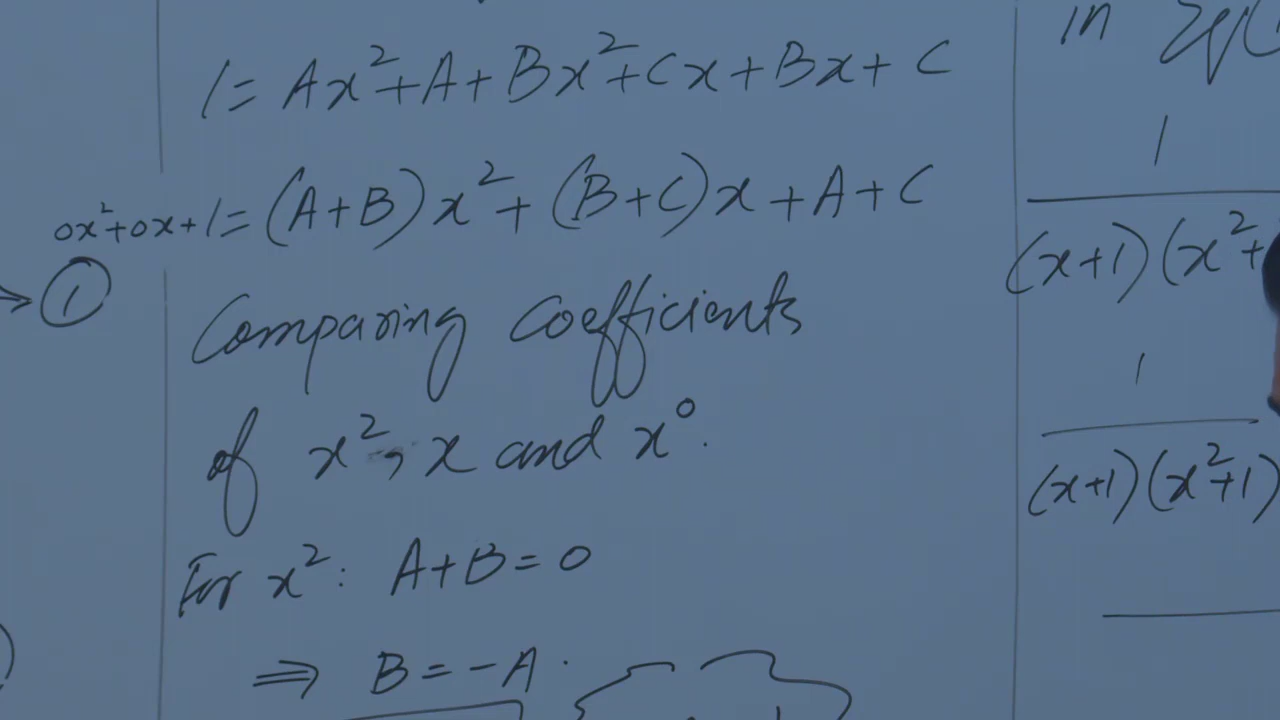 1 = Ax²+A+Bx²+Cx+Bx+C
0x²+0x+1 = (A+B)x²+(B+C)x+A+C
→ ①
Comparing coefficients
of x², x and x⁰.
For x²: A+B = 0
⇒ B = -A.
in
1
(x+1)(x²+
1
(x+1)(x²+1)